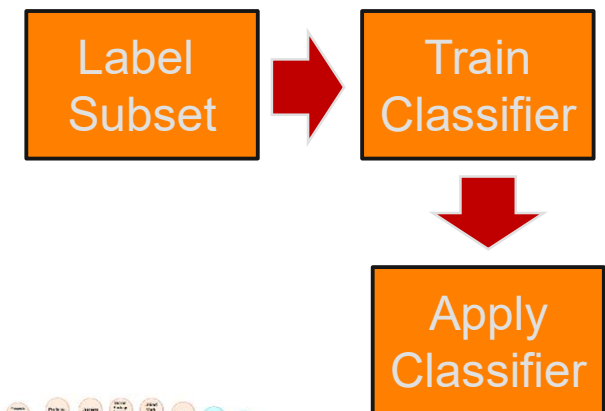 Label
Subset
Train
Classifier
Apply
Classifier